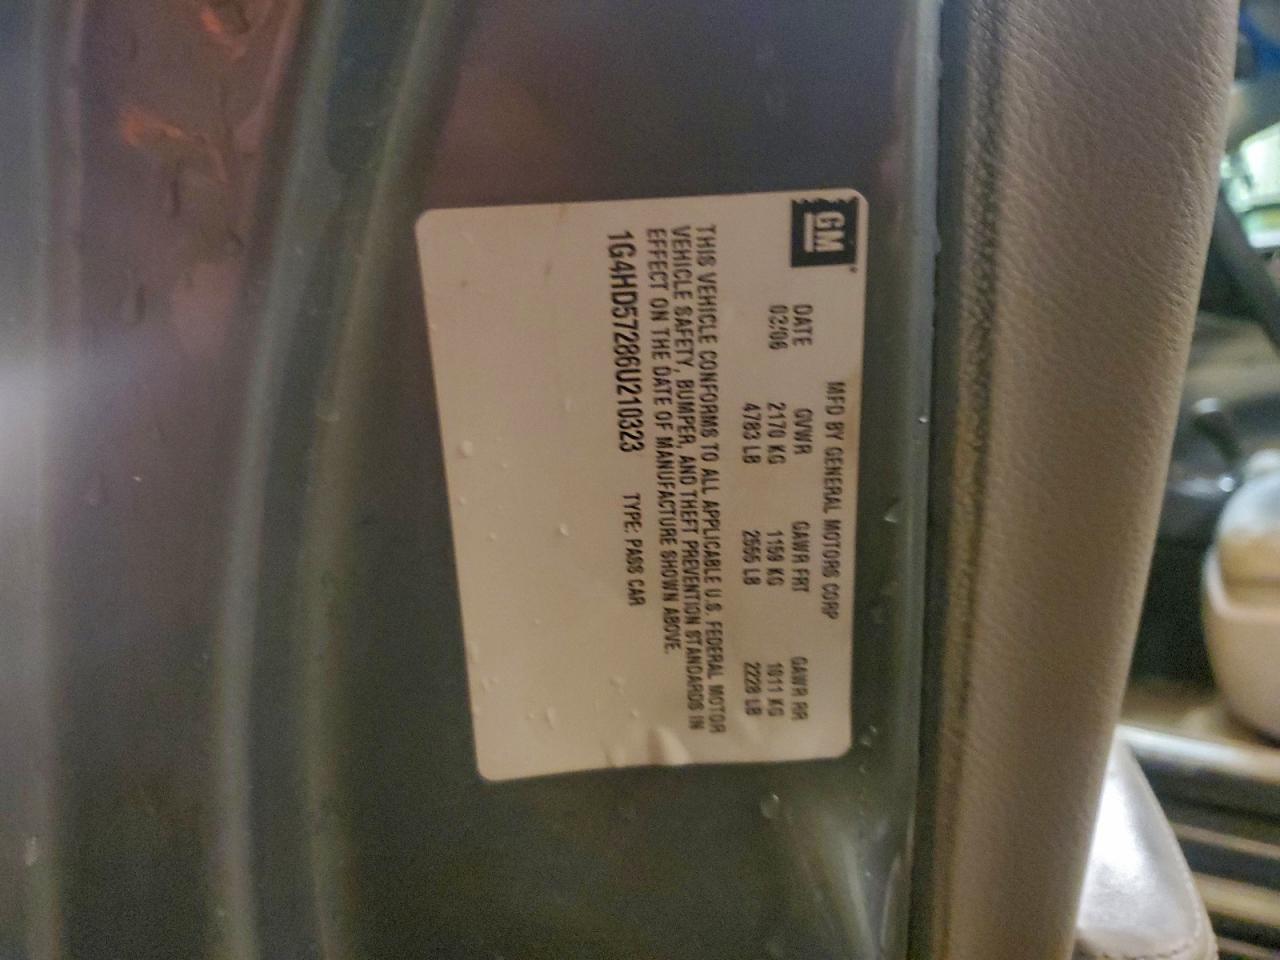 GM
MFD BY GENERAL MOTORS CORP
DATE GVWR GAWR FRT GAWR RR
03/06 2170 KG 1159 KG 1011 KG
4783 LB 2555 LB 2228 LB
THIS VEHICLE CONFORMS TO ALL APPLICABLE U.S. FEDERAL MOTOR
VEHICLE SAFETY, BUMPER, AND THEFT PREVENTION STANDARDS IN
EFFECT ON THE DATE OF MANUFACTURE SHOWN ABOVE.
1G4HD57286U210323 TYPE: PASS CAR